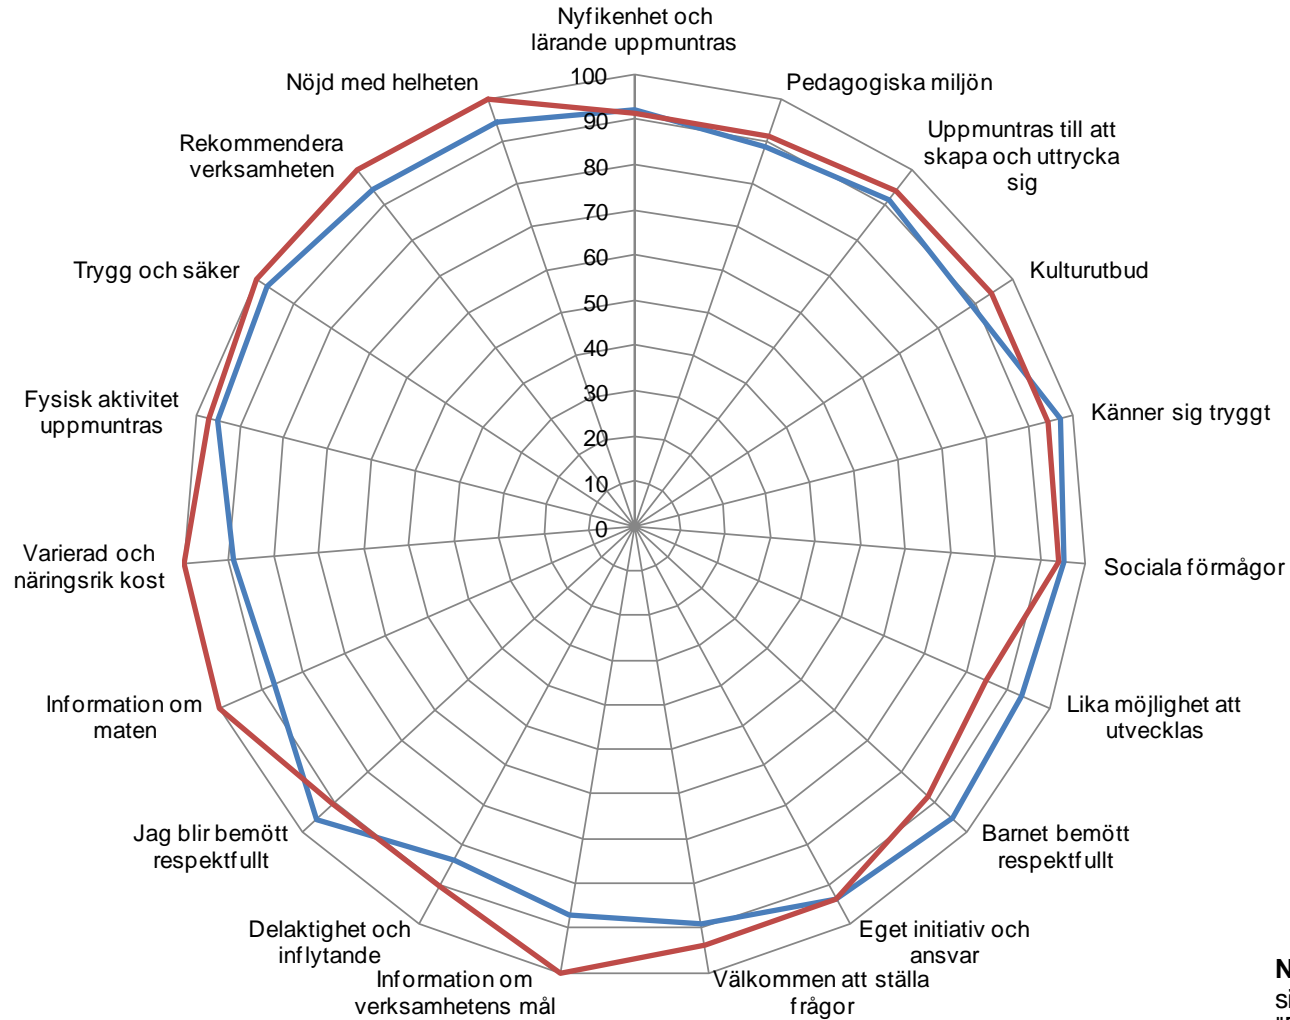 Nyfikenhet och
lärande uppmuntras
Pedagogiska miljön
Uppmuntras till att
skapa och uttrycka
sig
Kulturutbud
Känner sig tryggt
Sociala förmågor
Lika möjlighet att
utvecklas
Barnet bemött
respektfullt
Eget initiativ och
ansvar
Välkommen att ställa
frågor
Information om
verksamhetens mål
Delaktighet och
inflytande
Jag blir bemött
respektfullt
Information om
maten
Varierad och
näringsrik kost
Fysisk aktivitet
uppmuntras
Trygg och säker
Rekommendera
verksamheten
Nöjd med helheten
100
90
80
70
60
50
40
30
20
10
0